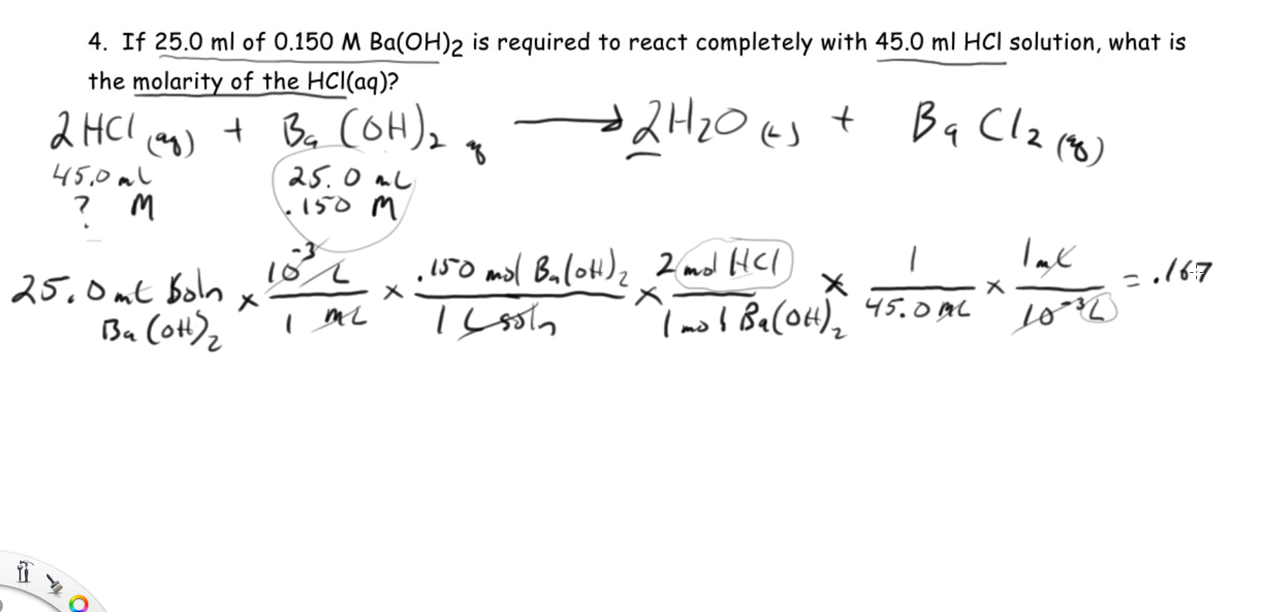 4. If 25.0 ml of 0.150 M Ba(OH)2 is required to react completely with 45.0 ml HCl solution, what is
the molarity of the HCl(aq)?
2HCl (aq) + Ba(OH)2 aq → 2H2O (l) + BaCl2 (aq)
45.0 mL 25.0 mL
? M .150 M
25.0 mL soln Ba(OH)2 × 10^-3 L / 1 mL × .150 mol Ba(OH)2 / 1 L soln × 2 mol HCl / 1 mol Ba(OH)2 × 1 / 45.0 mL × 1 mL / 10^-3 L = .167